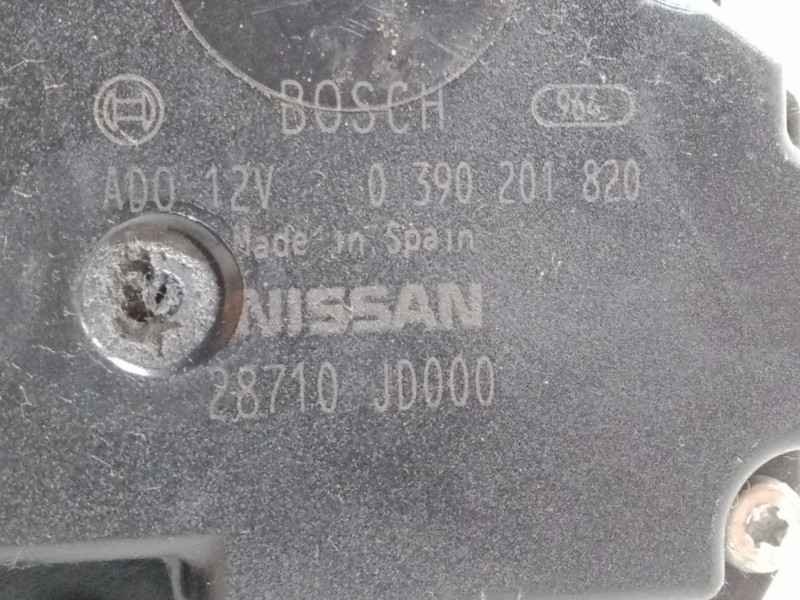 BOSCH 964
ADO 12V 0 390 201 820
Made in Spain
NISSAN
28710 JD000